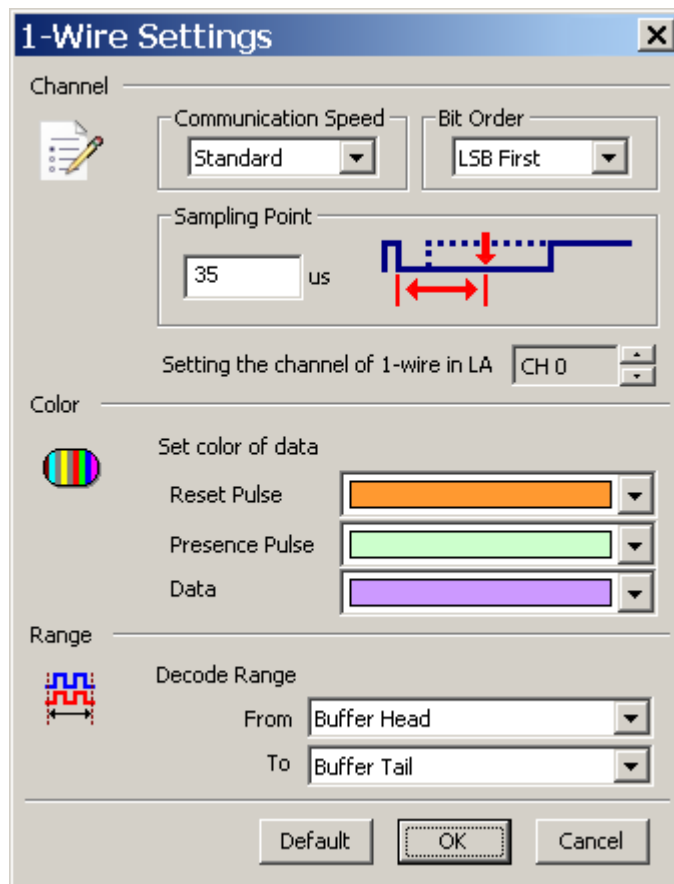 1-Wire Settings
Channel
Communication Speed
Bit Order
Standard
LSB First
Sampling Point
35 us
Setting the channel of 1-wire in LA CH 0
Color
Set color of data
Reset Pulse
Presence Pulse
Data
Range
Decode Range
From Buffer Head
To Buffer Tail
Default OK Cancel